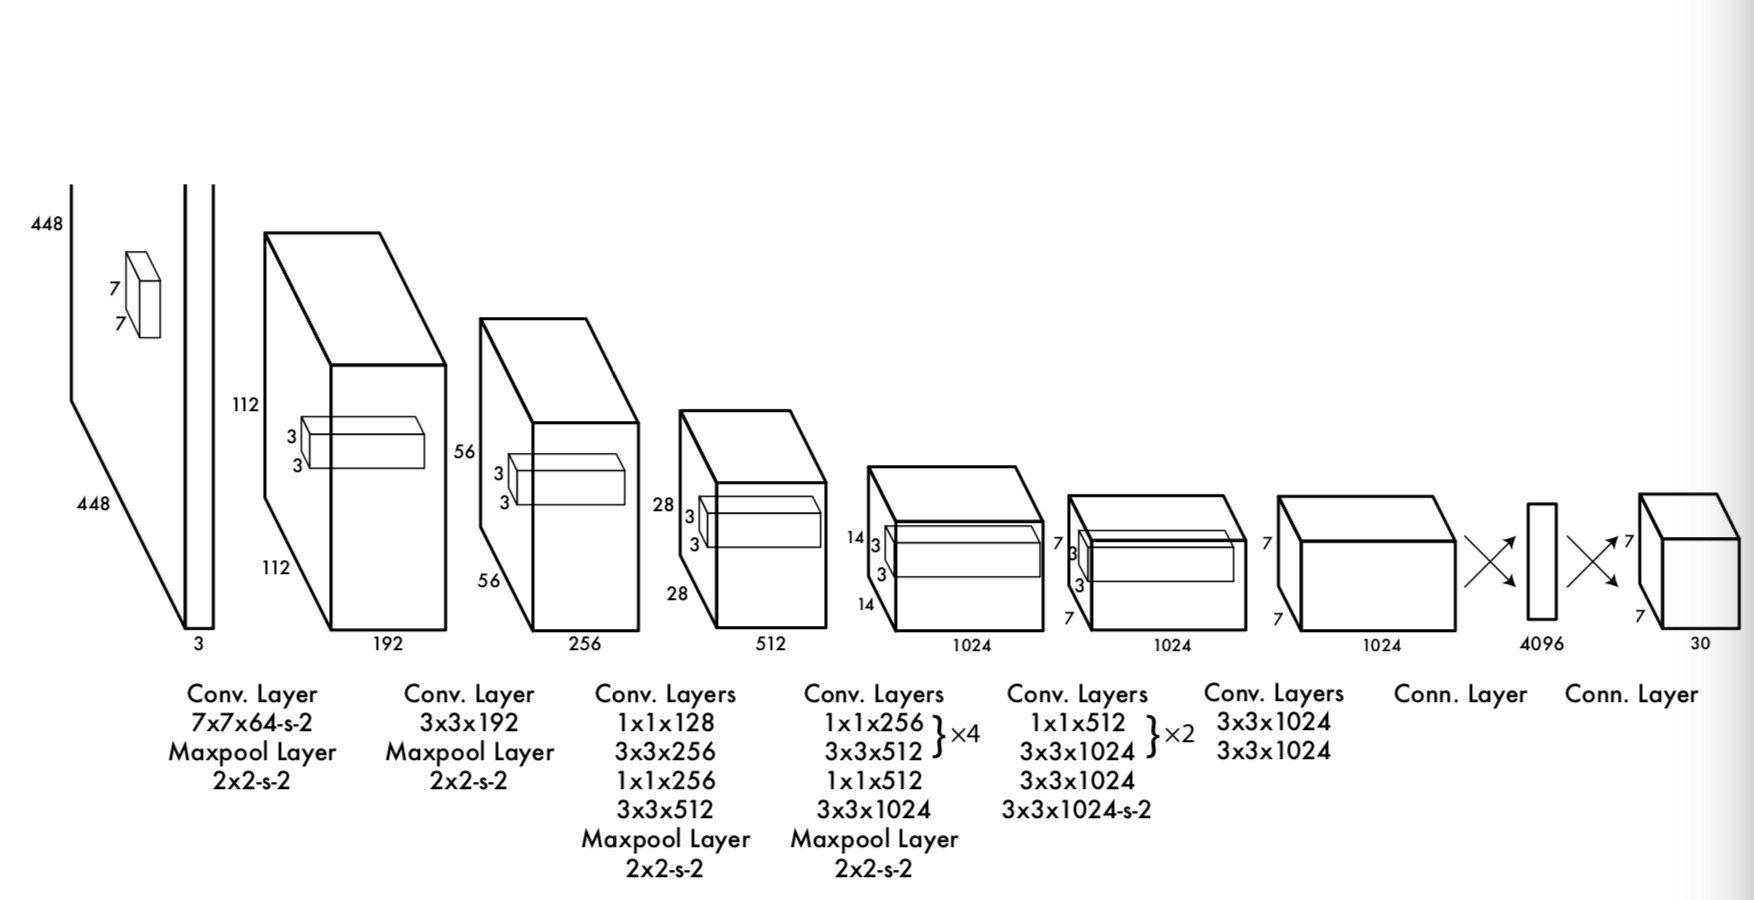 448
7
7
448
3
112
3
3
112
192
56
3
3
56
256
28
3
3
28
512
14
3
3
14
1024
7
3
3
7
1024
7
7
1024
4096
7
7
30
Conv. Layer
7x7x64-s-2
Maxpool Layer
2x2-s-2
Conv. Layer
3x3x192
Maxpool Layer
2x2-s-2
Conv. Layers
1x1x128
3x3x256
1x1x256
3x3x512
Maxpool Layer
2x2-s-2
Conv. Layers
1x1x256
3x3x512
} ×4
1x1x512
3x3x1024
Maxpool Layer
2x2-s-2
Conv. Layers
1x1x512
3x3x1024
} ×2
3x3x1024
3x3x1024-s-2
Conv. Layers
3x3x1024
3x3x1024
Conn. Layer
Conn. Layer